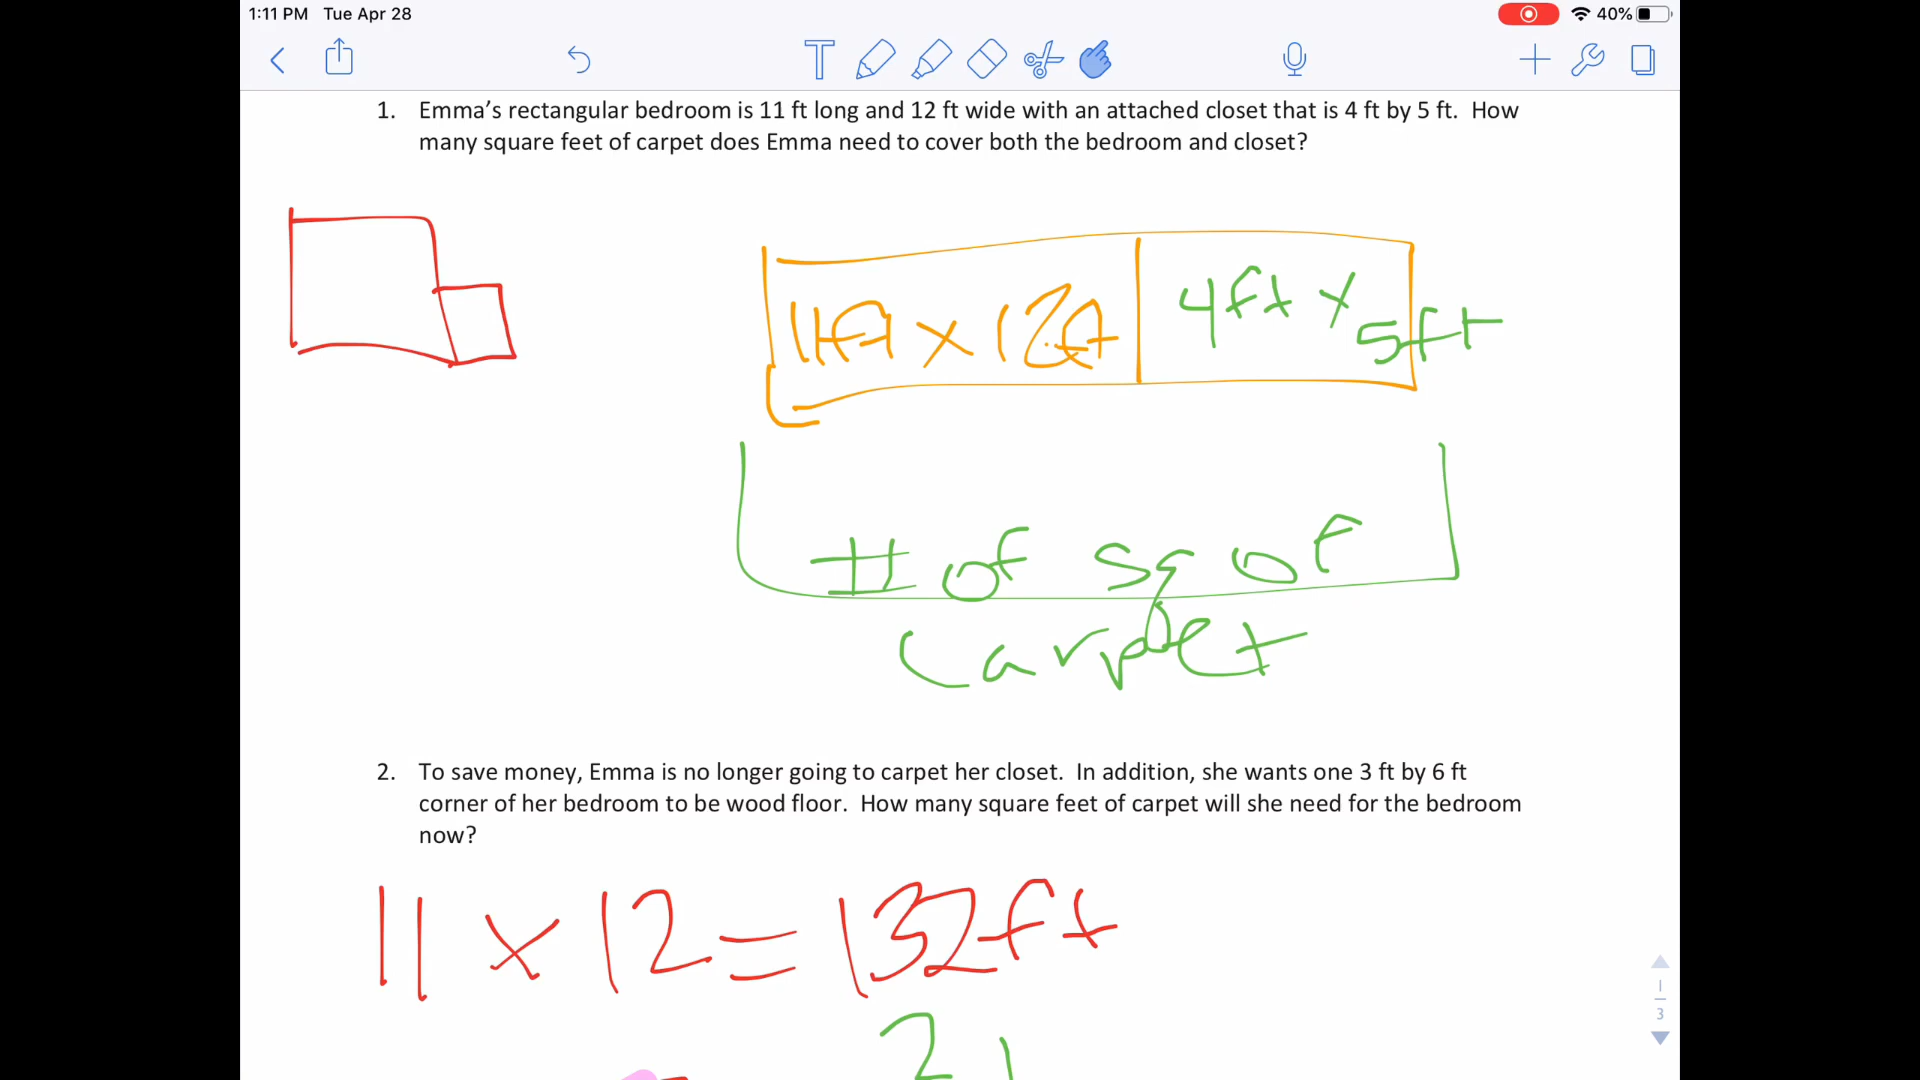 1:11 PM Tue Apr 28 40%
1. Emma’s rectangular bedroom is 11 ft long and 12 ft wide with an attached closet that is 4 ft by 5 ft. How
many square feet of carpet does Emma need to cover both the bedroom and closet?
11ft x 12ft 4ft x 5ft
# of sq of
carpet
2. To save money, Emma is no longer going to carpet her closet. In addition, she wants one 3 ft by 6 ft
corner of her bedroom to be wood floor. How many square feet of carpet will she need for the bedroom
now?
11 x 12 = 132ft
1
3
2 1